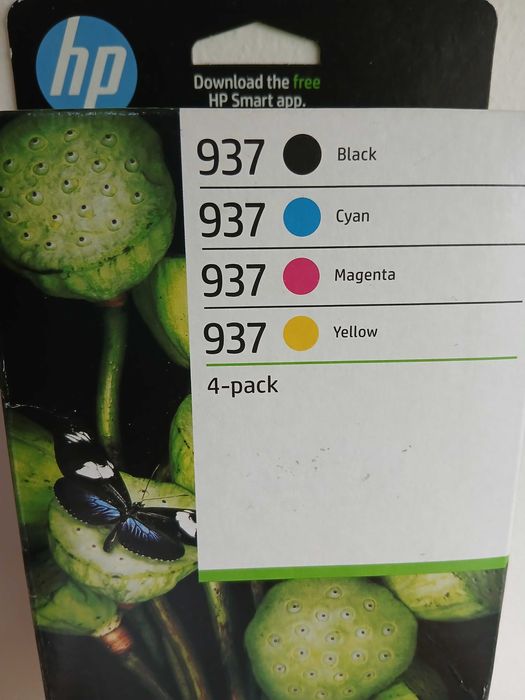 hp
Download the free
HP Smart app.
937 Black
937 Cyan
937 Magenta
937 Yellow
4-pack